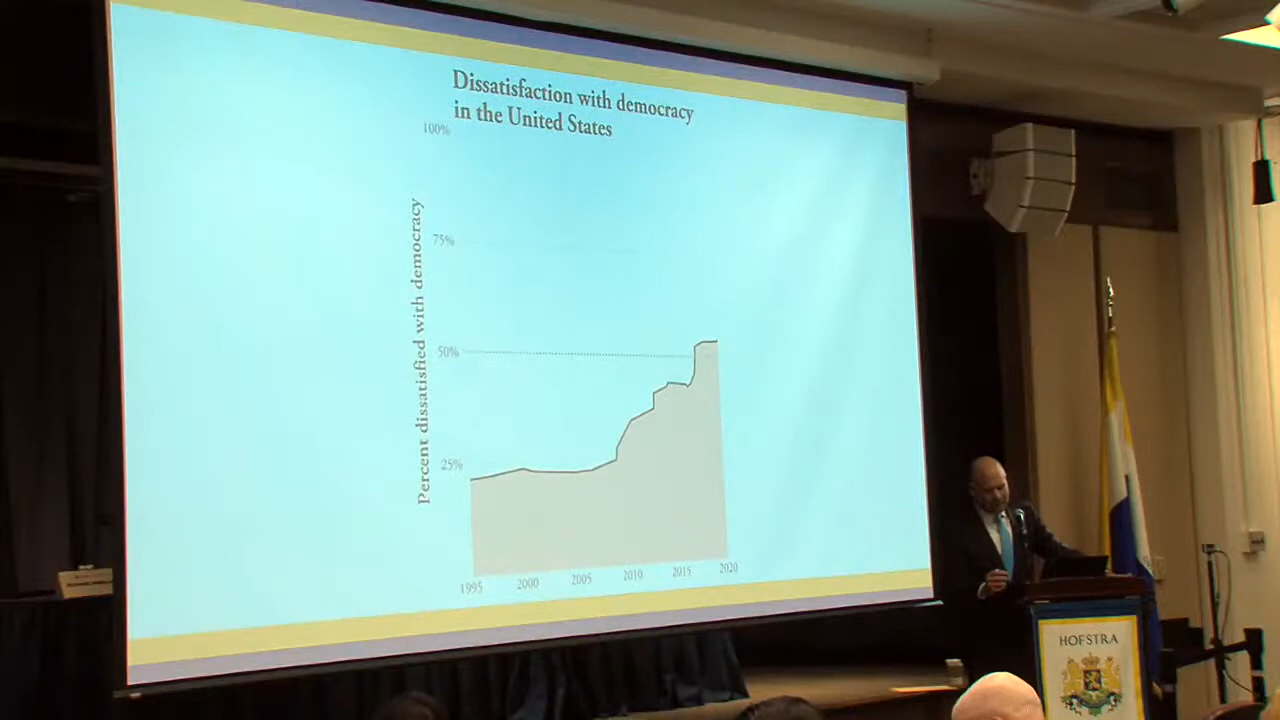 Dissatisfaction with democracy
in the United States
100%
75%
50%
25%
Percent dissatisfied with democracy
1995 2000 2005 2010 2015 2020
HOFSTRA